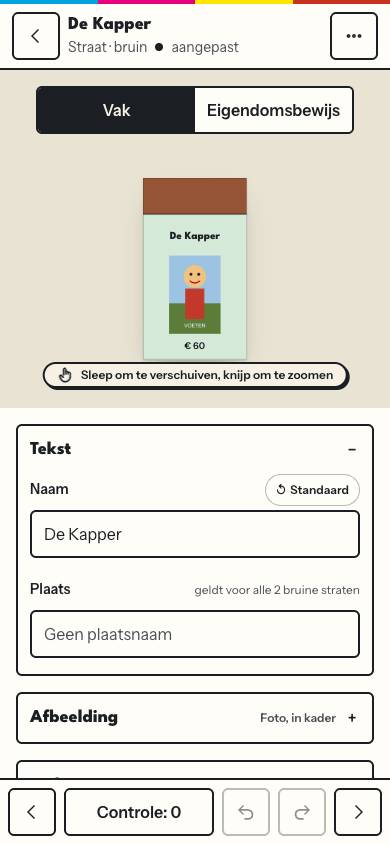 De Kapper
Straat · bruin ● aangepast
Vak
Eigendomsbewijs
De Kapper
VOETEN
€ 60
Sleep om te verschuiven, knijp om te zoomen
Tekst
Naam
Standaard
De Kapper
Plaats
geldt voor alle 2 bruine straten
Geen plaatsnaam
Afbeelding
Foto, in kader +
Controle: 0